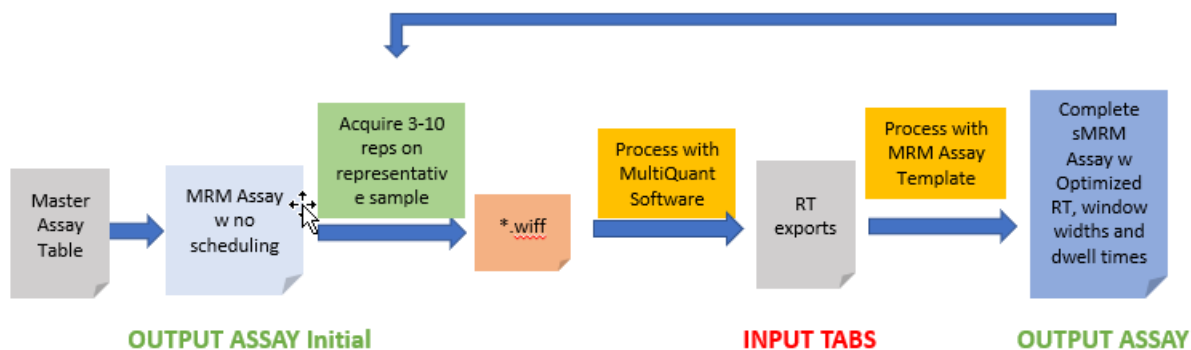 Master
Assay
Table
MRM Assay
w no
scheduling
Acquire 3-10
reps on
representativ
e sample
*.wiff
Process with
MultiQuant
Software
RT
exports
Process with
MRM Assay
Template
Complete
sMRM
Assay w
Optimized
RT, window
widths and
dwell times
OUTPUT ASSAY Initial
INPUT TABS
OUTPUT ASSAY